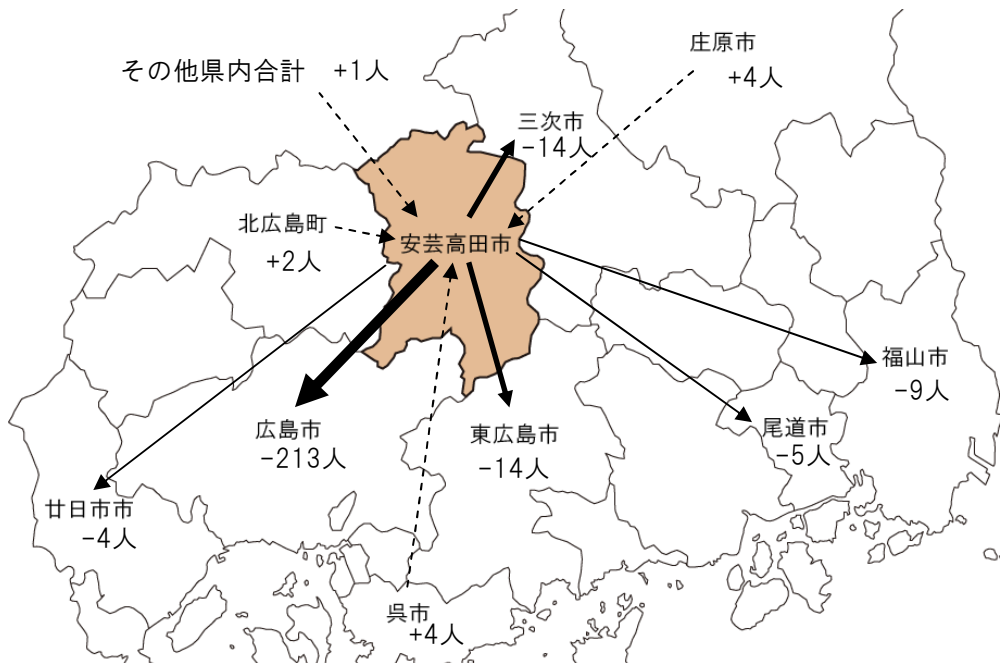 庄原市
+4人
その他県内合計 +1人
三次市
-14人
北広島町
+2人
安芸高田市
福山市
-9人
広島市
-213人
東広島市
-14人
尾道市
-5人
廿日市市
-4人
呉市
+4人